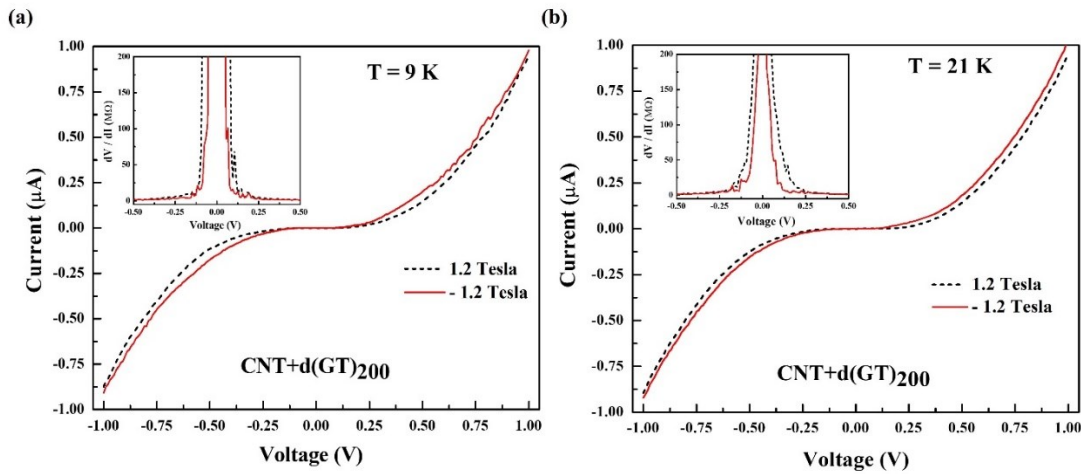 (a)
1.00
0.75
0.50
0.25
0.00
-0.25
-0.50
-0.75
-1.00
Current (μA)
200
150
100
50
0
dV / dI (MΩ)
-0.50 -0.25 0.00 0.25 0.50
Voltage (V)
T = 9 K
1.2 Tesla
- 1.2 Tesla
CNT+d(GT)200
-1.00 -0.75 -0.50 -0.25 0.00 0.25 0.50 0.75 1.00
Voltage (V)
(b)
1.00
0.75
0.50
0.25
0.00
-0.25
-0.50
-0.75
-1.00
Current (μA)
200
150
100
50
0
dV / dI (MΩ)
-0.50 -0.25 0.00 0.25 0.50
Voltage (V)
T = 21 K
1.2 Tesla
- 1.2 Tesla
CNT+d(GT)200
-1.00 -0.75 -0.50 -0.25 0.00 0.25 0.50 0.75 1.00
Voltage (V)